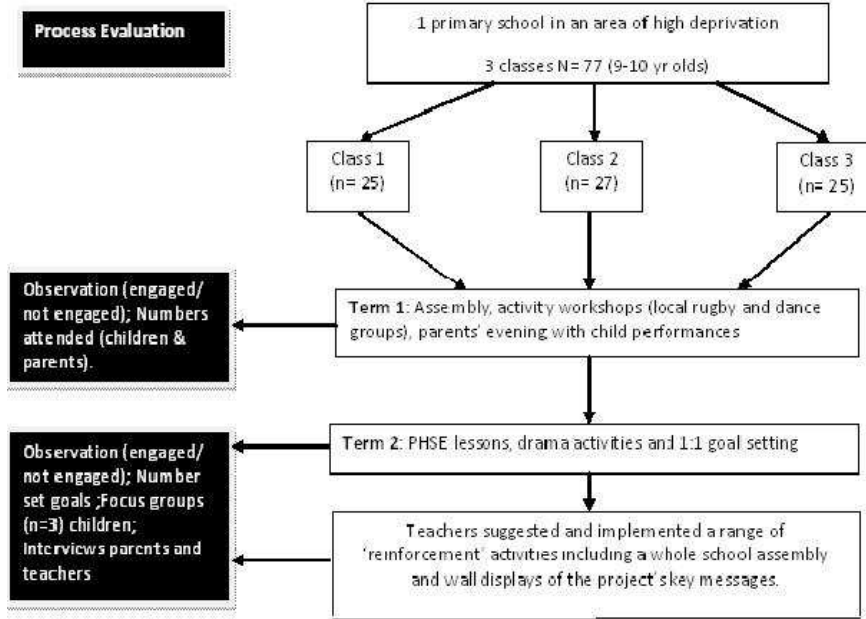 Process Evaluation
1 primary school in an area of high deprivation
3 classes N= 77 (9-10 yr olds)
Class 1
(n= 25)
Class 2
(n= 27)
Class 3
(n= 25)
Observation (engaged/
not engaged); Numbers
attended (children &
parents).
Term 1: Assembly, activity workshops (local rugby and dance
groups), parents' evening with child performances
Observation (engaged/
not engaged); Number
set goals ;Focus groups
(n=3) children;
Interviews parents and
teachers
Term 2: PHSE lessons, drama activities and 1:1 goal setting
Teachers suggested and implemented a range of
'reinforcement' activities including a whole school assembly
and wall displays of the project's key messages.